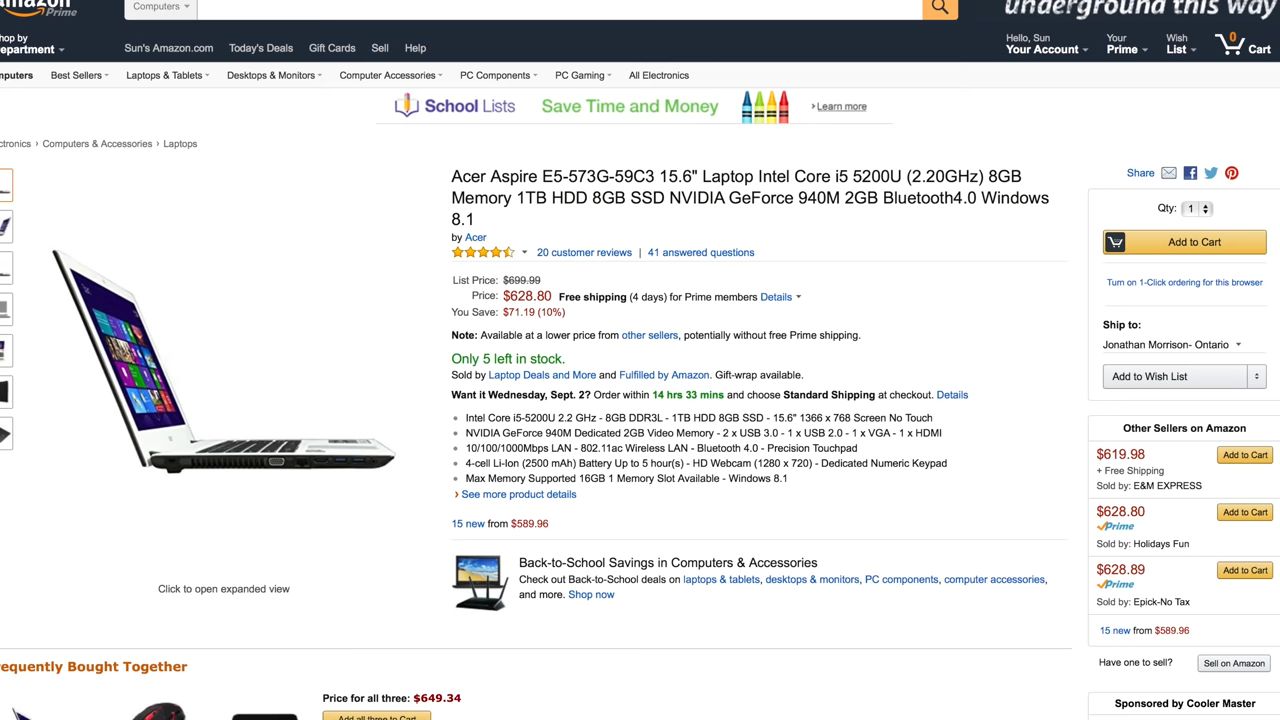 amazon
Prime
Computers
underground this way
hop by
epartment
Sun's Amazon.com Today's Deals Gift Cards Sell Help
Hello, Sun
Your Account
Your
Prime
Wish
List
0
Cart
mputers Best Sellers Laptops & Tablets Desktops & Monitors Computer Accessories PC Components PC Gaming All Electronics
School Lists Save Time and Money › Learn more
ctronics › Computers & Accessories › Laptops
Acer Aspire E5-573G-59C3 15.6" Laptop Intel Core i5 5200U (2.20GHz) 8GB
Memory 1TB HDD 8GB SSD NVIDIA GeForce 940M 2GB Bluetooth4.0 Windows
8.1
by Acer
20 customer reviews | 41 answered questions
List Price: $699.99
Price: $628.80 Free shipping (4 days) for Prime members Details
You Save: $71.19 (10%)
Note: Available at a lower price from other sellers, potentially without free Prime shipping.
Only 5 left in stock.
Sold by Laptop Deals and More and Fulfilled by Amazon. Gift-wrap available.
Want it Wednesday, Sept. 2? Order within 14 hrs 33 mins and choose Standard Shipping at checkout. Details
• Intel Core i5-5200U 2.2 GHz - 8GB DDR3L - 1TB HDD 8GB SSD - 15.6" 1366 x 768 Screen No Touch
• NVIDIA GeForce 940M Dedicated 2GB Video Memory - 2 x USB 3.0 - 1 x USB 2.0 - 1 x VGA - 1 x HDMI
• 10/100/1000Mbps LAN - 802.11ac Wireless LAN - Bluetooth 4.0 - Precision Touchpad
• 4-cell Li-Ion (2500 mAh) Battery Up to 5 hour(s) - HD Webcam (1280 x 720) - Dedicated Numeric Keypad
• Max Memory Supported 16GB 1 Memory Slot Available - Windows 8.1
› See more product details
15 new from $589.96
Back-to-School Savings in Computers & Accessories
Check out Back-to-School deals on laptops & tablets, desktops & monitors, PC components, computer accessories,
and more. Shop now
Click to open expanded view
requently Bought Together
Price for all three: $649.34
Add all three to Cart
Share
Qty: 1
Add to Cart
Turn on 1-Click ordering for this browser
Ship to:
Jonathan Morrison- Ontario
Add to Wish List
Other Sellers on Amazon
$619.98 Add to Cart
+ Free Shipping
Sold by: E&M EXPRESS
$628.80 Add to Cart
Prime
Sold by: Holidays Fun
$628.89 Add to Cart
Prime
Sold by: Epick-No Tax
15 new from $589.96
Have one to sell? Sell on Amazon
Sponsored by Cooler Master